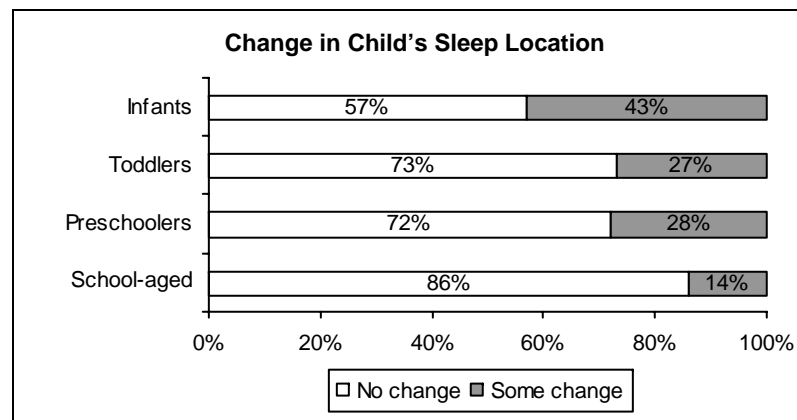 Change in Child's Sleep Location
Infants 57% 43%
Toddlers 73% 27%
Preschoolers 72% 28%
School-aged 86% 14%
0% 20% 40% 60% 80% 100%
No change Some change